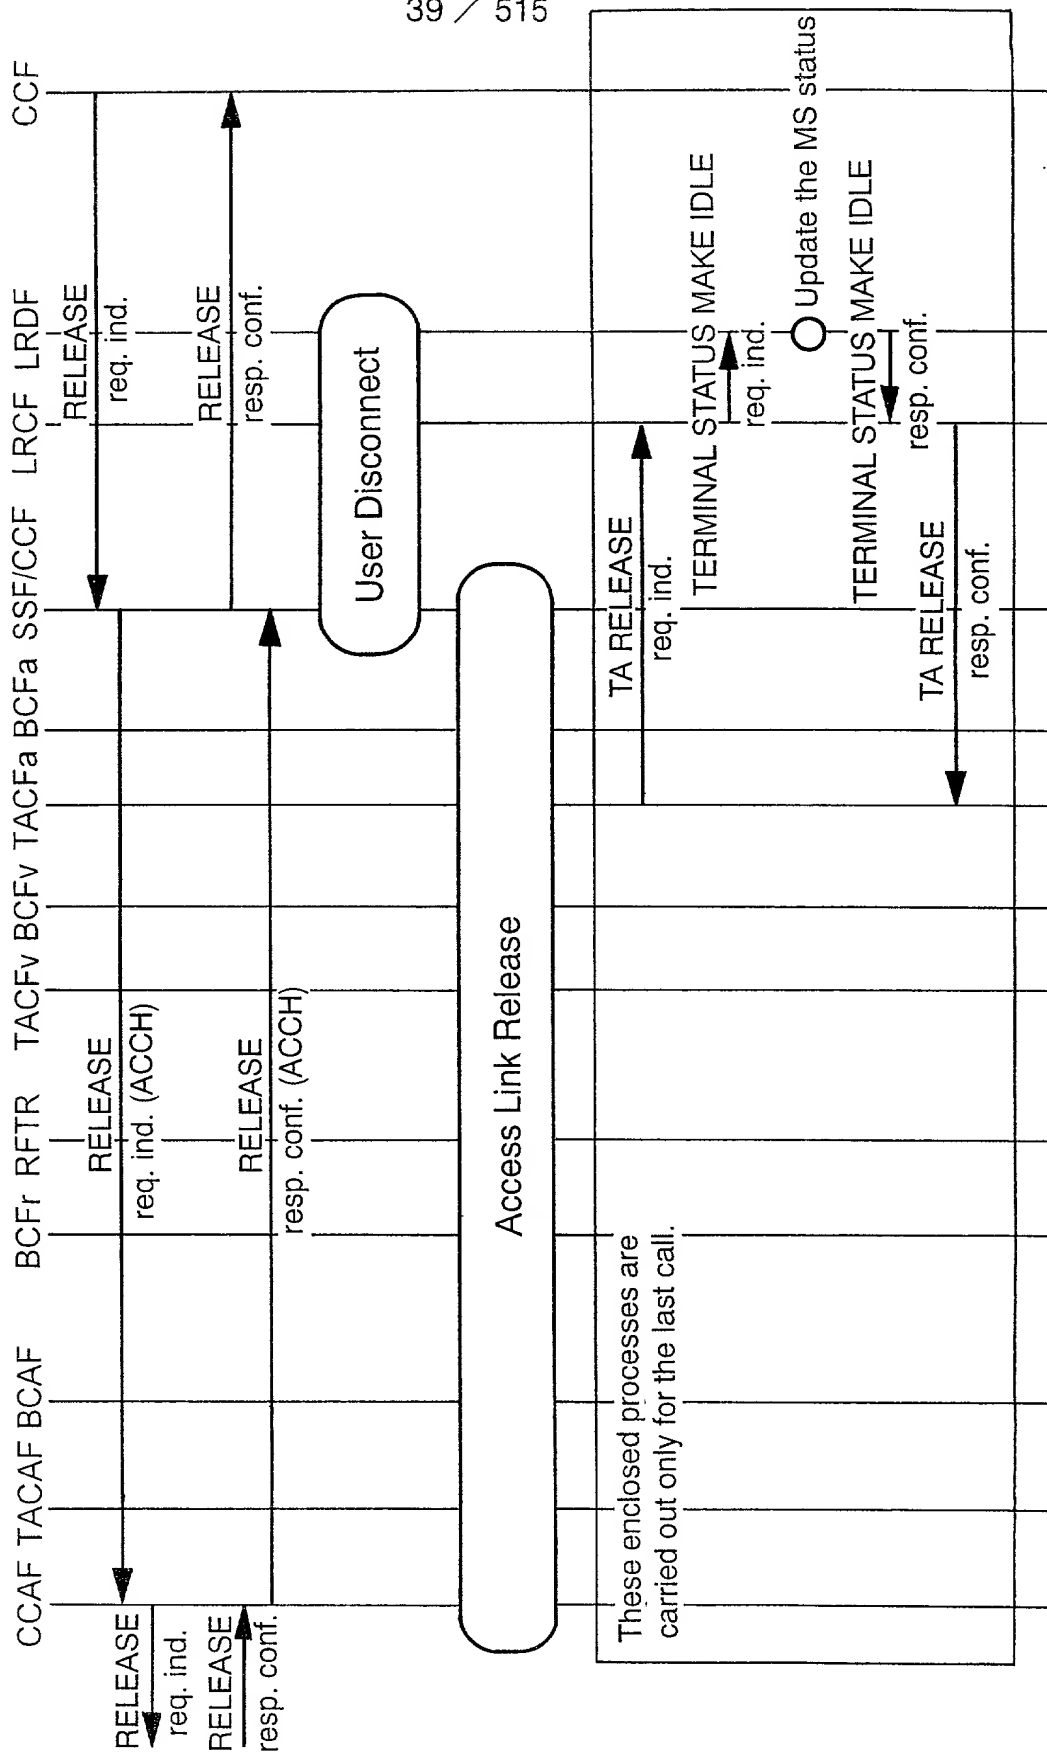 39 / 515
CCAF TACAF BCAF BCFr RFTR TACFv BCFv TACFa BCFa SSF/CCF LRCF LRDF CCF
RELEASE
req. ind.
RELEASE
req. ind. (ACCH)
RELEASE
req. ind.
RELEASE
resp. conf.
RELEASE
resp. conf. (ACCH)
RELEASE
resp. conf.
User Disconnect
Access Link Release
These enclosed processes are
carried out only for the last call.
TA RELEASE
req. ind.
TERMINAL STATUS MAKE IDLE
req. ind.
Update the MS status
TERMINAL STATUS MAKE IDLE
resp. conf.
TA RELEASE
resp. conf.